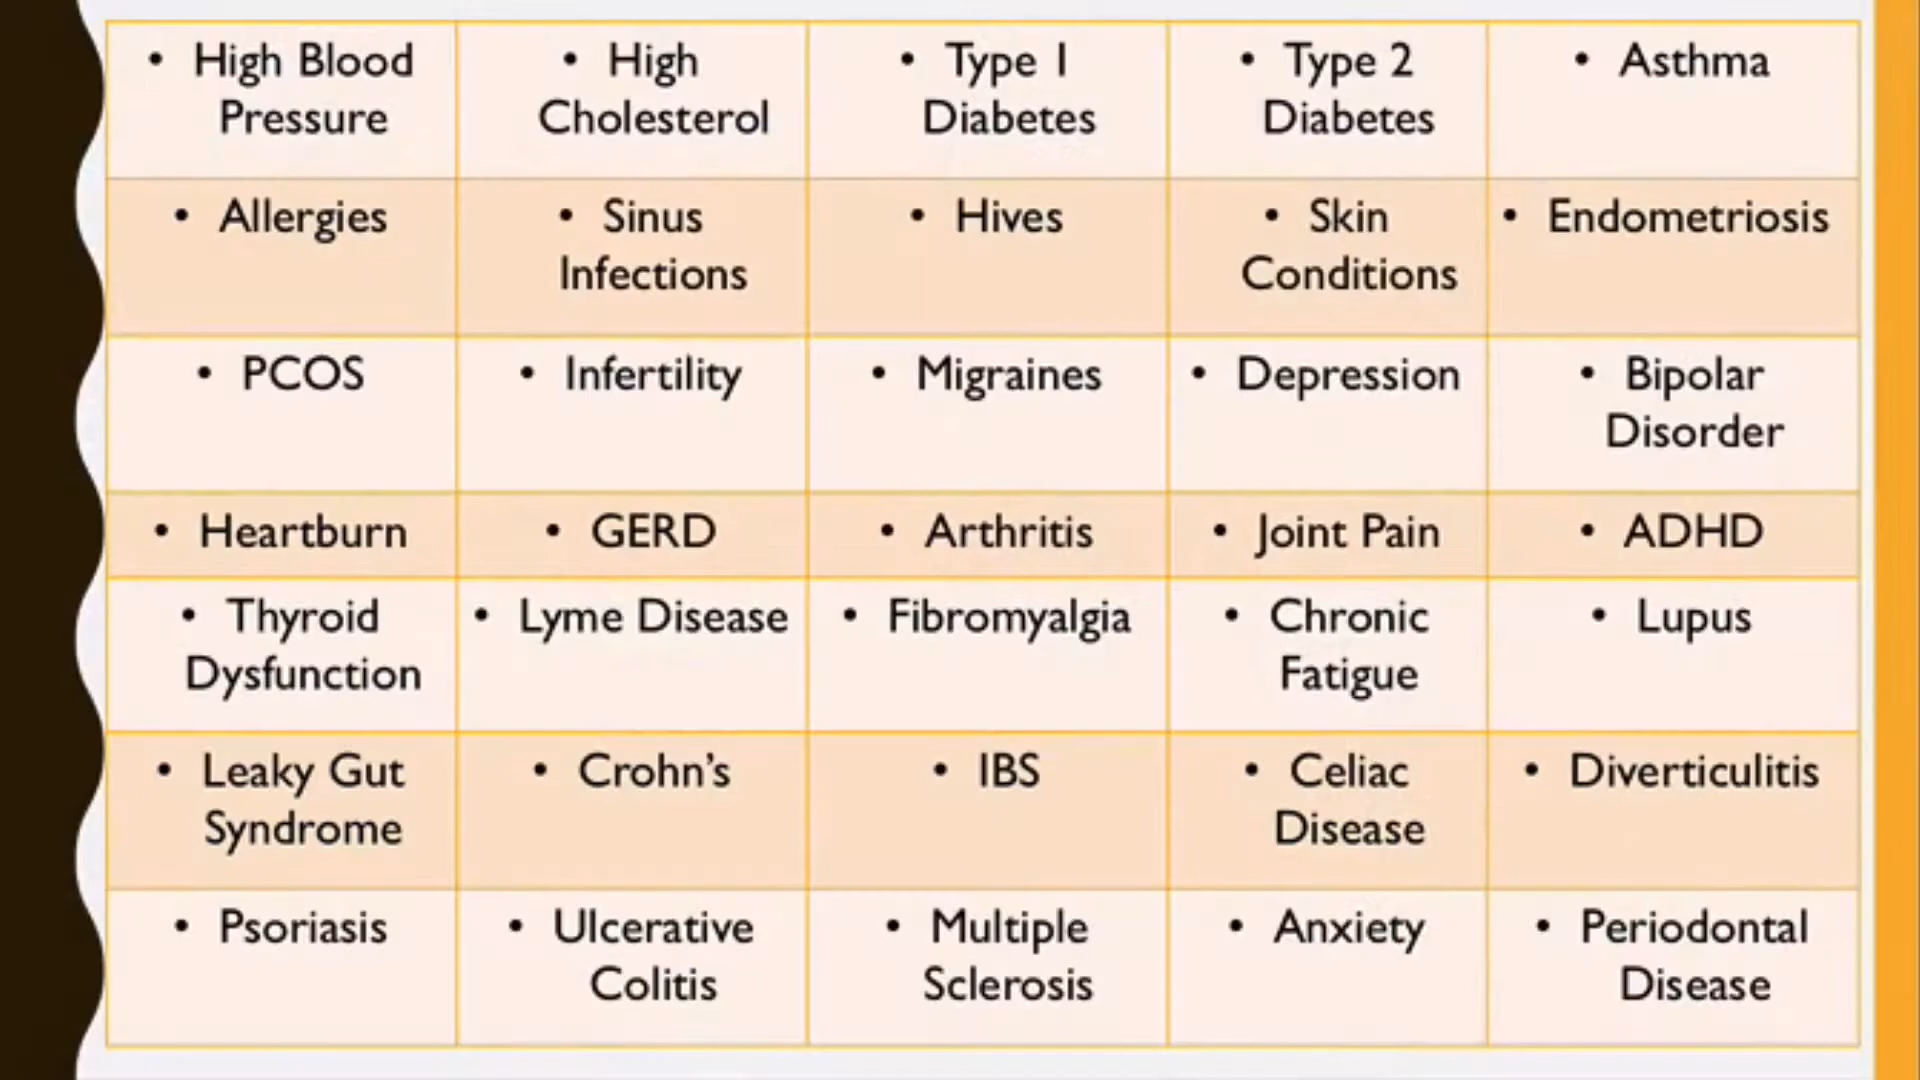 • High Blood
Pressure
• High
Cholesterol
• Type 1
Diabetes
• Type 2
Diabetes
• Asthma
• Allergies
• Sinus
Infections
• Hives
• Skin
Conditions
• Endometriosis
• PCOS
• Infertility
• Migraines
• Depression
• Bipolar
Disorder
• Heartburn
• GERD
• Arthritis
• Joint Pain
• ADHD
• Thyroid
Dysfunction
• Lyme Disease
• Fibromyalgia
• Chronic
Fatigue
• Lupus
• Leaky Gut
Syndrome
• Crohn’s
• IBS
• Celiac
Disease
• Diverticulitis
• Psoriasis
• Ulcerative
Colitis
• Multiple
Sclerosis
• Anxiety
• Periodontal
Disease